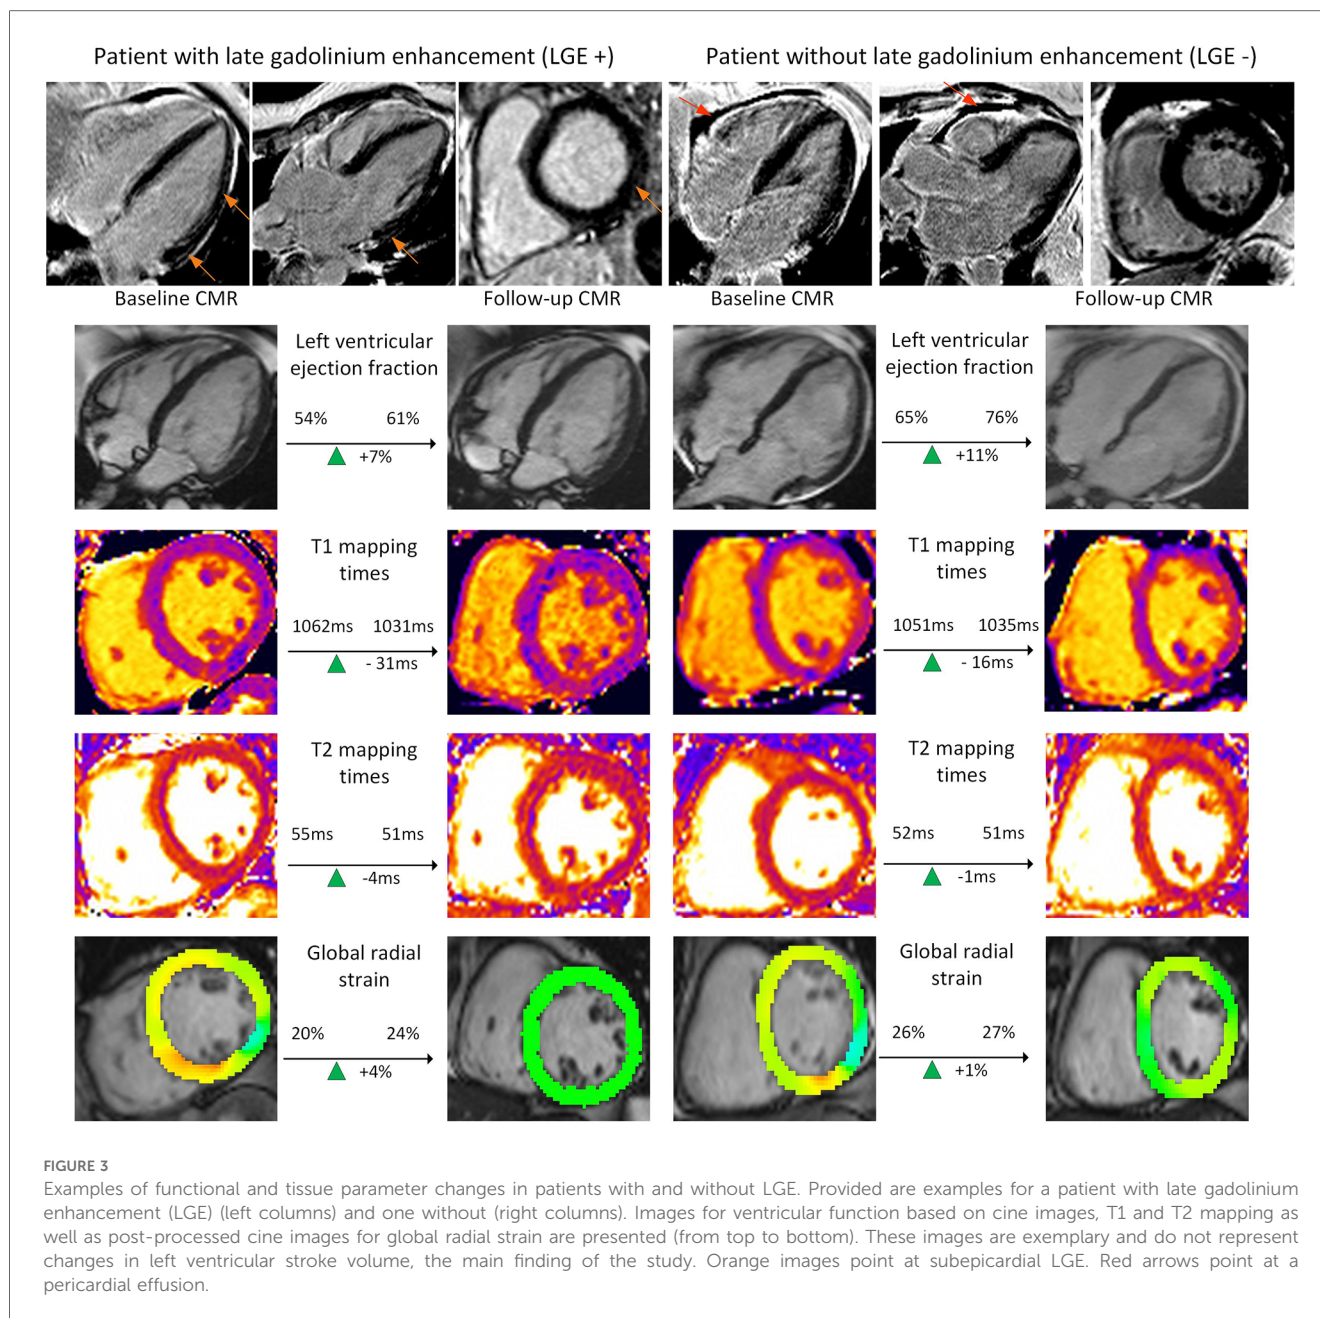 Patient with late gadolinium enhancement (LGE +)
Patient without late gadolinium enhancement (LGE -)
Baseline CMR
Follow-up CMR
Baseline CMR
Follow-up CMR
Left ventricular
ejection fraction
54%
61%
+7%
Left ventricular
ejection fraction
65%
76%
+11%
T1 mapping
times
1062ms
1031ms
- 31ms
T1 mapping
times
1051ms
1035ms
- 16ms
T2 mapping
times
55ms
51ms
-4ms
T2 mapping
times
52ms
51ms
-1ms
Global radial
strain
20%
24%
+4%
Global radial
strain
26%
27%
+1%
FIGURE 3
Examples of functional and tissue parameter changes in patients with and without LGE. Provided are examples for a patient with late gadolinium
enhancement (LGE) (left columns) and one without (right columns). Images for ventricular function based on cine images, T1 and T2 mapping as
well as post-processed cine images for global radial strain are presented (from top to bottom). These images are exemplary and do not represent
changes in left ventricular stroke volume, the main finding of the study. Orange images point at subepicardial LGE. Red arrows point at a
pericardial effusion.